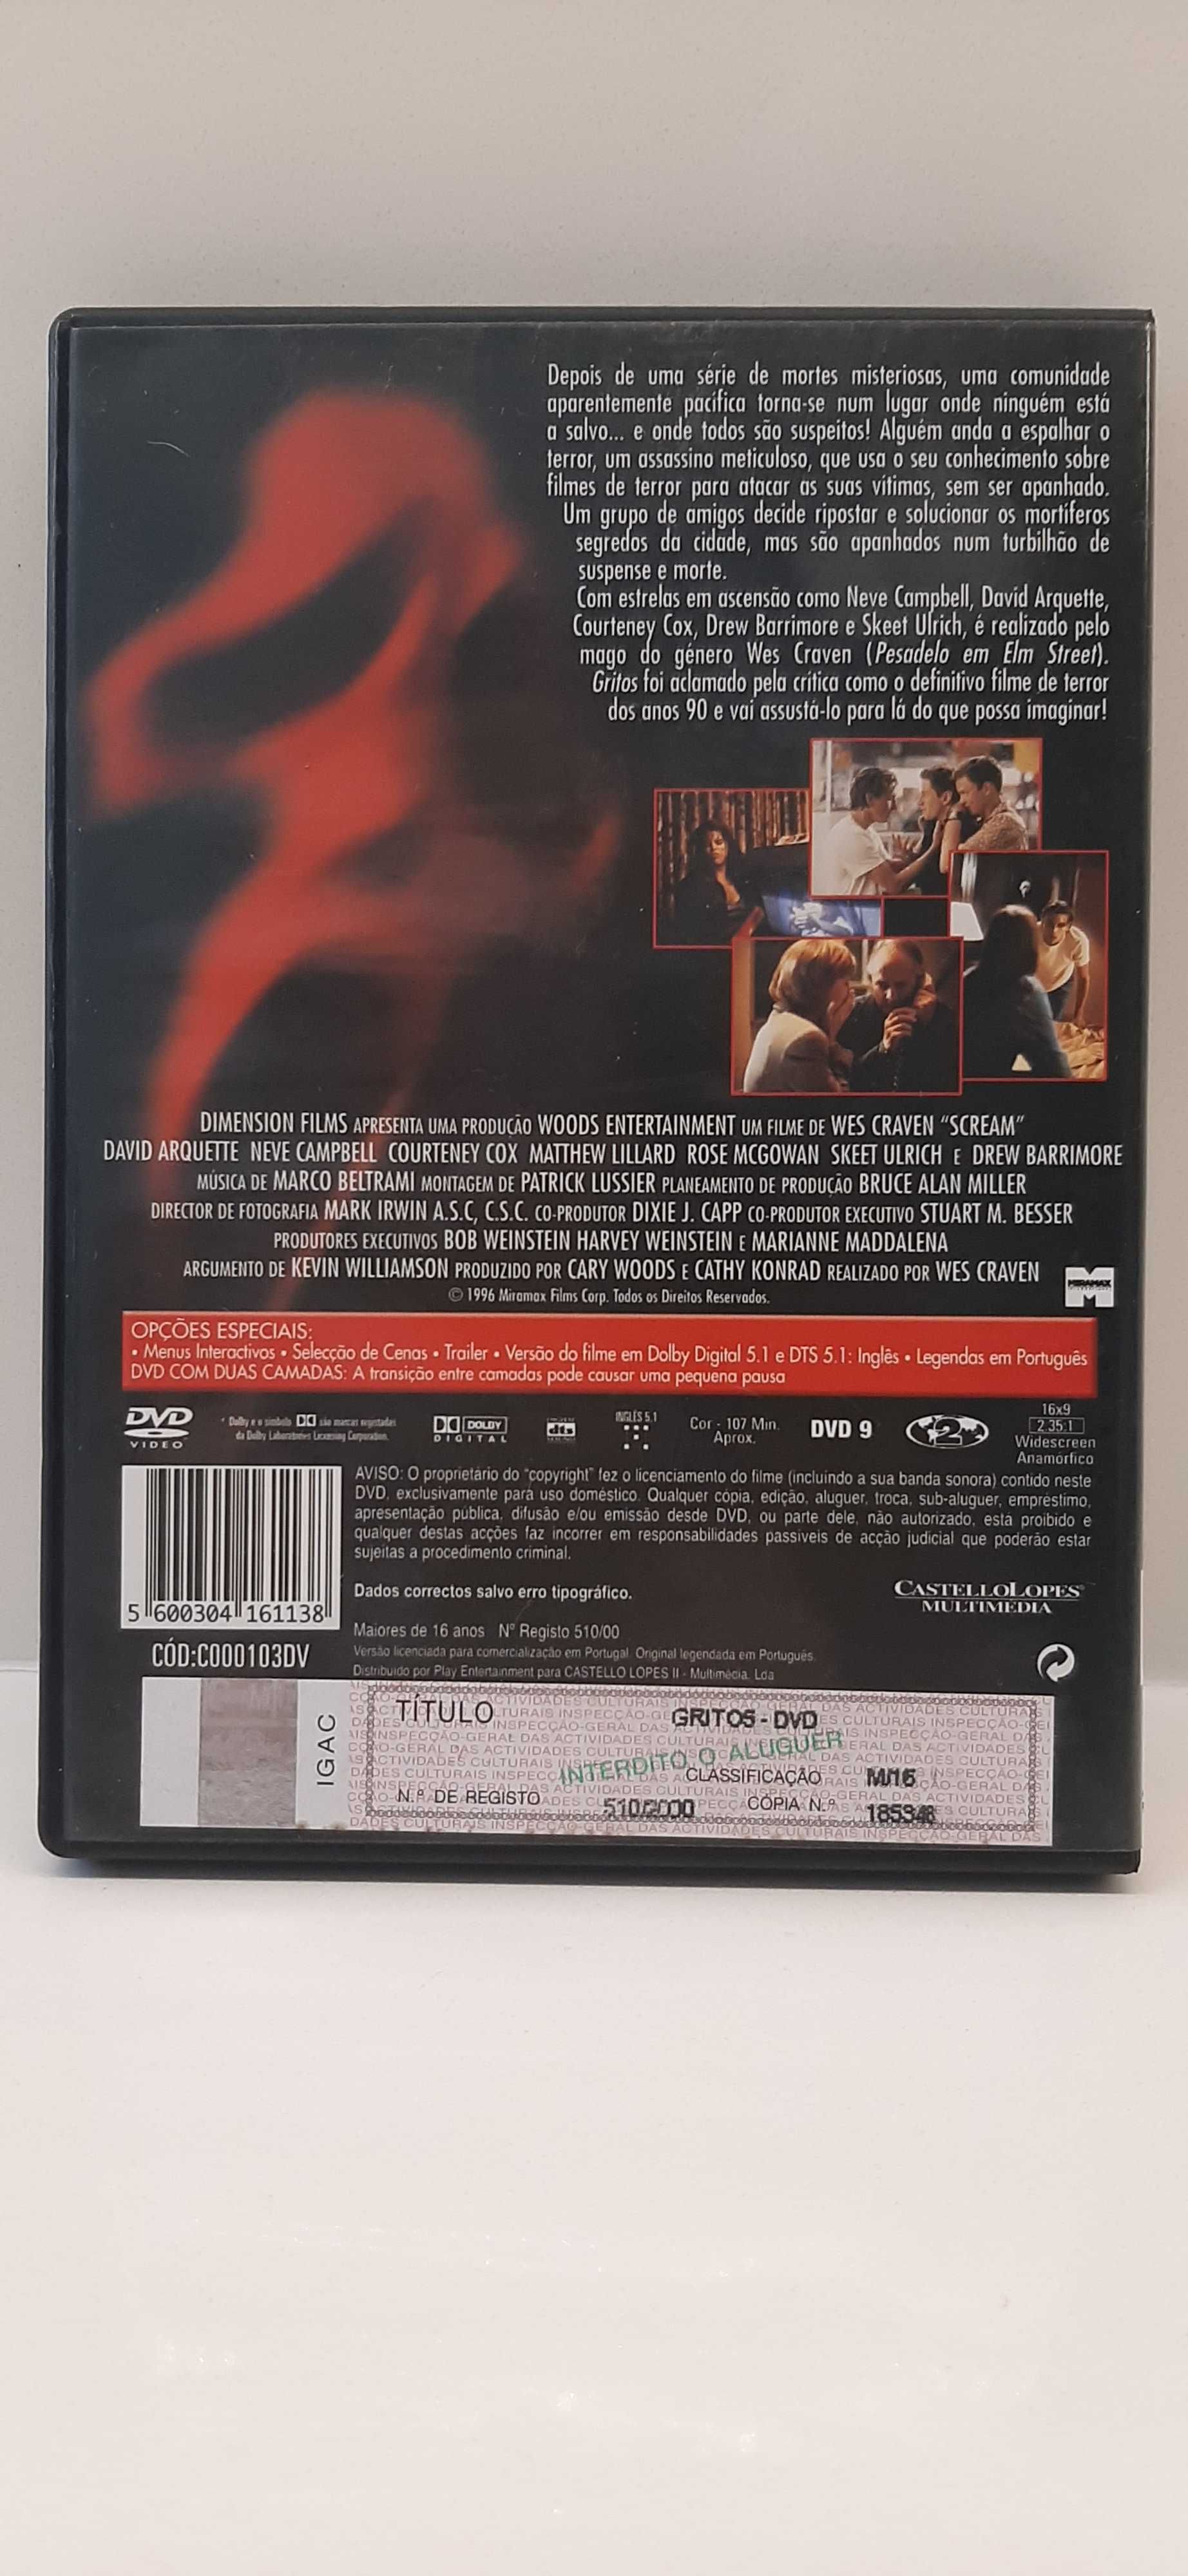 Depois de uma série de mortes misteriosas, uma comunidade
aparentemente pacífica torna-se num lugar onde ninguém está
a salvo... e onde todos são suspeitos! Alguém anda a espalhar o
terror, um assassino meticuloso, que usa o seu conhecimento sobre
filmes de terror para atacar as suas vítimas, sem ser apanhado.
Um grupo de amigos decide ripostar e solucionar os mortíferos
segredos da cidade, mas são apanhados num turbilhão de
suspense e morte.
Com estrelas em ascensão como Neve Campbell, David Arquette,
Courteney Cox, Drew Barrimore e Skeet Ulrich, é realizado pelo
mago do género Wes Craven (Pesadelo em Elm Street).
Gritos foi aclamado pela crítica como o definitivo filme de terror
dos anos 90 e vai assustá-lo para lá do que possa imaginar!
DIMENSION FILMS APRESENTA UMA PRODUCÃO WOODS ENTERTAINMENT UM FILME DE WES CRAVEN “SCREAM”
DAVID ARQUETTE NEVE CAMPBELL COURTENEY COX MATTHEW LILLARD ROSE MCGOWAN SKEET ULRICH E DREW BARRIMORE
MÚSICA DE MARCO BELTRAMI MONTAGEM DE PATRICK LUSSIER PLANEAMENTO DE PRODUÇÃO BRUCE ALAN MILLER
DIRECTOR DE FOTOGRAFIA MARK IRWIN A.S.C, C.S.C. CO-PRODUTOR DIXIE J. CAPP CO-PRODUTOR EXECUTIVO STUART M. BESSER
PRODUTORES EXECUTIVOS BOB WEINSTEIN HARVEY WEINSTEIN E MARIANNE MADDALENA
ARGUMENTO DE KEVIN WILLIAMSON PRODUZIDO POR CARY WOODS E CATHY KONRAD REALIZADO POR WES CRAVEN
© 1996 Miramax Films Corp. Todos os Direitos Reservados.
MIRAMAX
OPÇÕES ESPECIAIS:
• Menus Interactivos • Selecção de Cenas • Trailer • Versão do filme em Dolby Digital 5.1 e DTS 5.1: Inglês • Legendas em Português
DVD COM DUAS CAMADAS: A transição entre camadas pode causar uma pequena pausa
DVD VIDEO
* Dolby e o símbolo DD são marcas registadas
da Dolby Laboratories Licensing Corporation.
DOLBY DIGITAL
dts
INGLÊS 5.1
Cor - 107 Min.
Aprox.
DVD 9
2
16x9
2.35:1
Widescreen
Anamórfico
AVISO: O proprietário do “copyright” fez o licenciamento do filme (incluindo a sua banda sonora) contido neste
DVD, exclusivamente para uso doméstico. Qualquer cópia, edição, aluguer, troca, sub-aluguer, empréstimo,
apresentação pública, difusão e/ou emissão desde DVD, ou parte dele, não autorizado, está proibido e
qualquer destas acções faz incorrer em responsabilidades passíveis de acção judicial que poderão estar
sujeitas a procedimento criminal.
Dados correctos salvo erro tipográfico.
CASTELLO LOPES
MULTIMÉDIA
5 600304 161138
CÓD:C000103DV
Maiores de 16 anos Nº Registo 510/00
Versão licenciada para comercialização em Portugal. Original legendada em Português.
Distribuido por Play Entertainment para CASTELLO LOPES II - Multimédia, Lda
IGAC
TÍTULO GRITOS - DVD
INTERDITO O ALUGUER
CLASSIFICAÇÃO M/16
N.º DE REGISTO 510/2000 CÓPIA N.º 185348